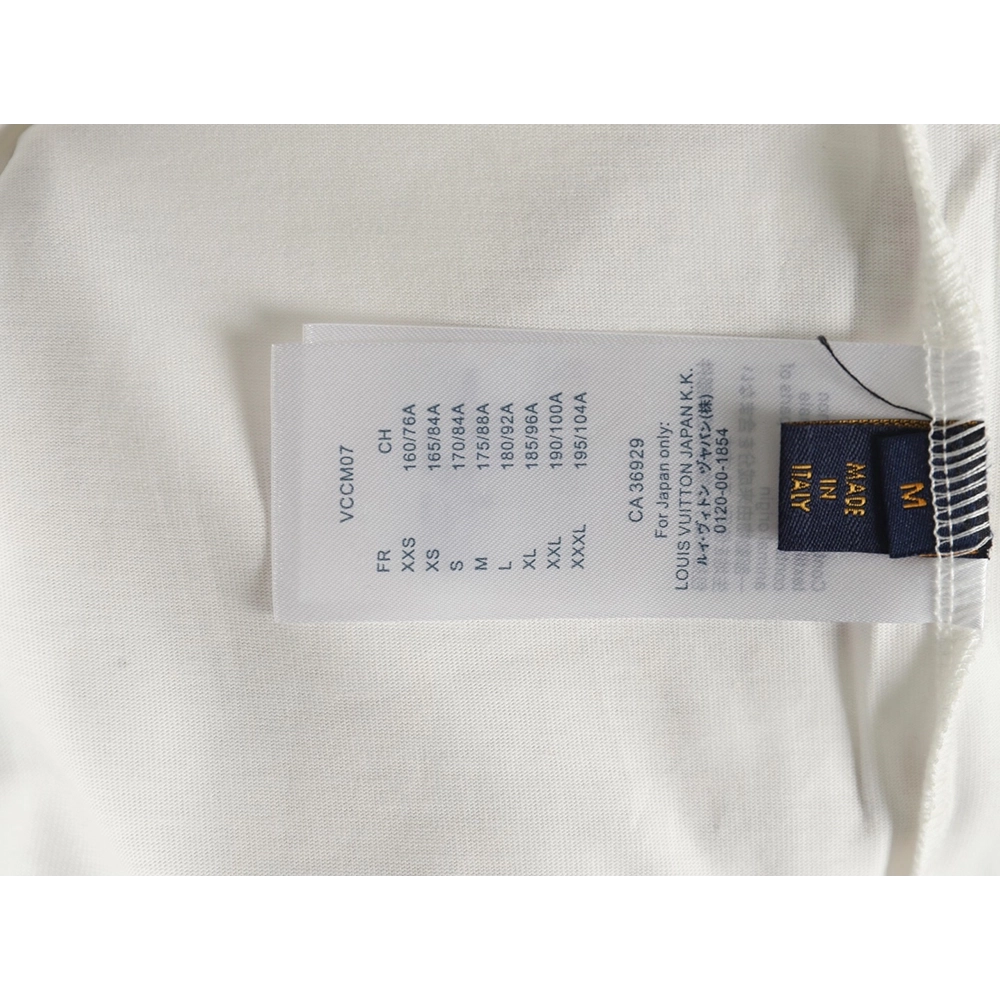 VCCM07
FR CH
XXS 160/76A
XS 165/84A
S 170/84A
M 175/88A
L 180/92A
XL 185/96A
XXL 190/100A
XXXL 195/104A
CA 36929
For Japan only:
LOUIS VUITTON JAPAN K.K.
ルイ・ヴィトン ヴャパン(株)
0120-00-1854
MADE
IN
ITALY
M